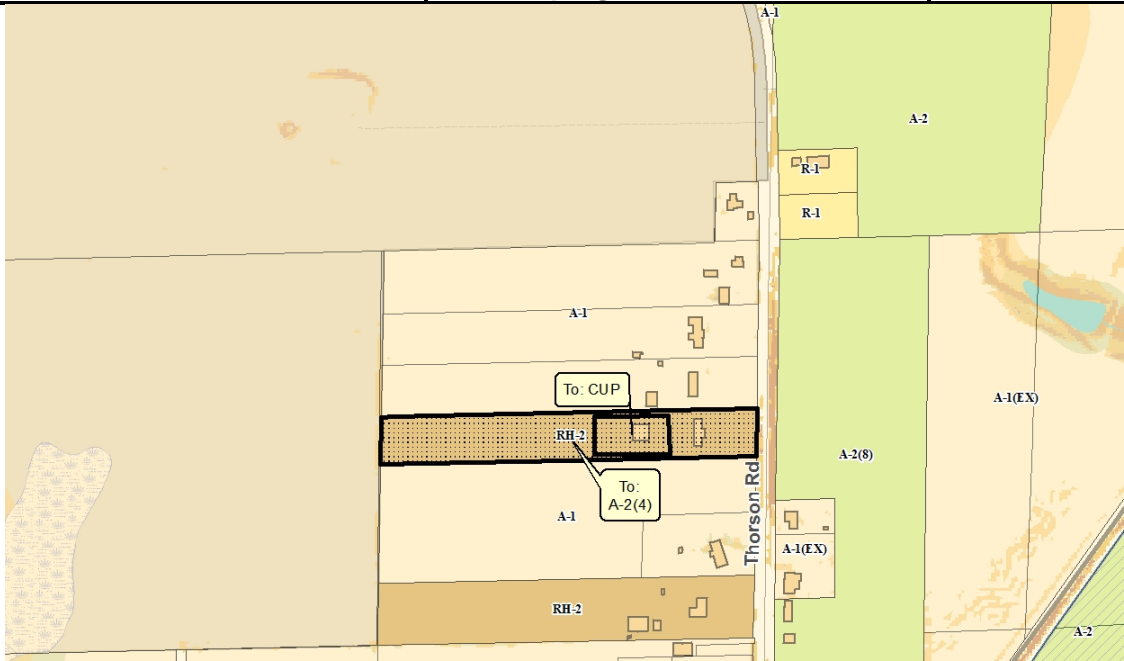 A-1
A-2
R-1
R-1
A-1
To: CUP
A-1(EX)
RH-2
A-2(8)
To:
A-2(4)
A-1
Thorson Rd
A-1(EX)
RH-2
A-2